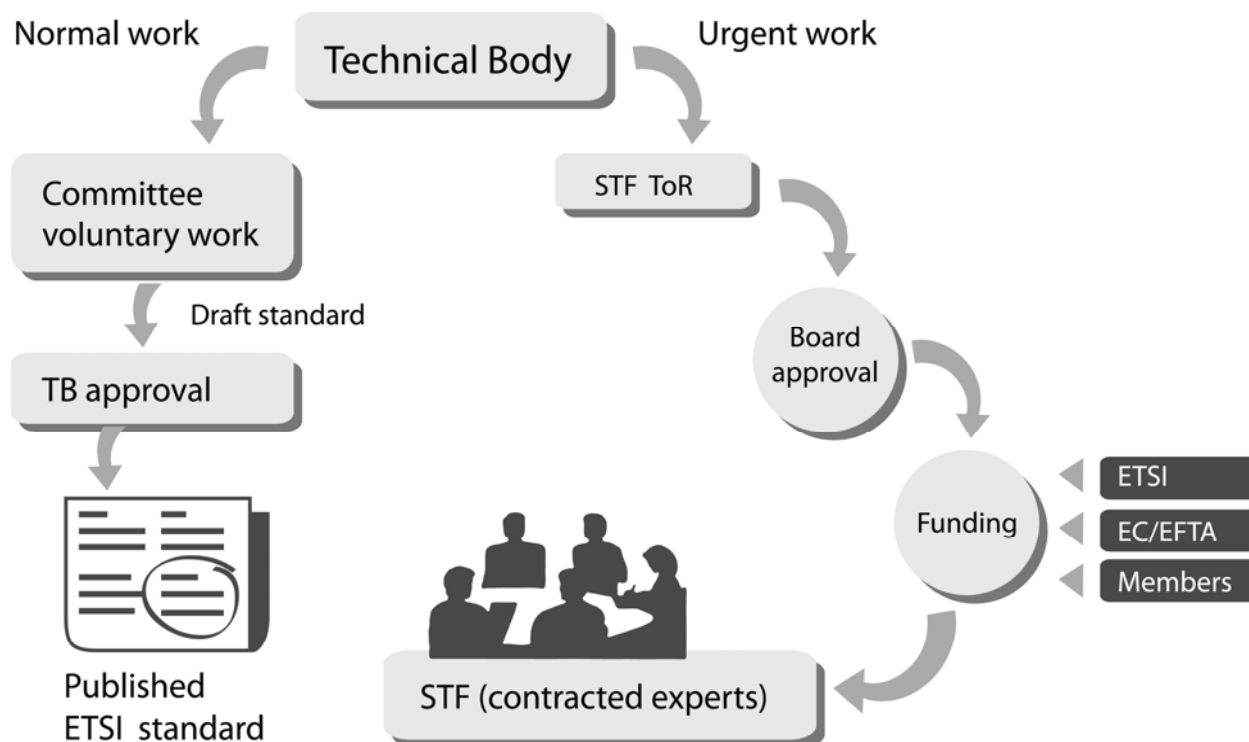 Normal work
Technical Body
Urgent work
Committee
voluntary work
STF ToR
Draft standard
Board
approval
TB approval
Funding
ETSI
EC/EFTA
Members
Published
ETSI standard
STF (contracted experts)